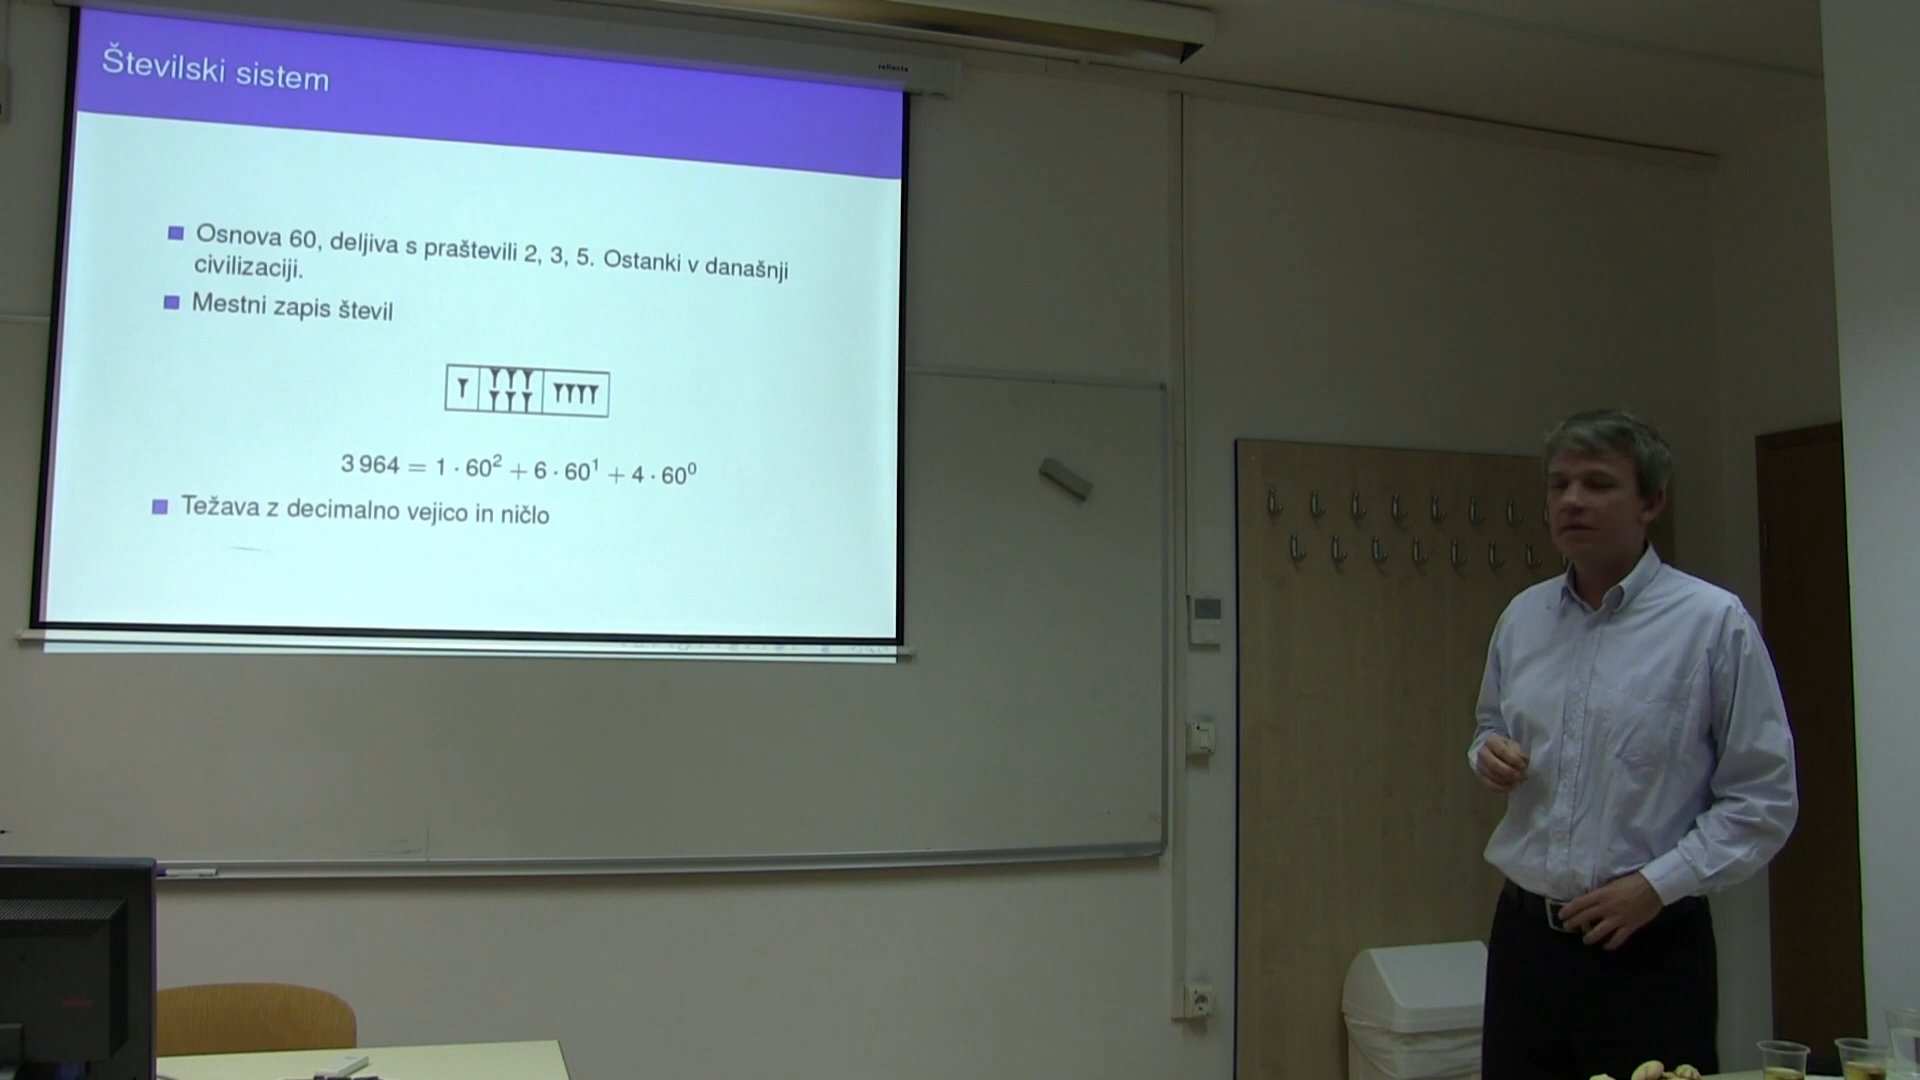 Številski sistem
reflecta
Osnova 60, deljiva s praštevili 2, 3, 5. Ostanki v današnji
civilizaciji.
Mestni zapis števil
3 964 = 1 · 60² + 6 · 60¹ + 4 · 60⁰
Težava z decimalno vejico in ničlo